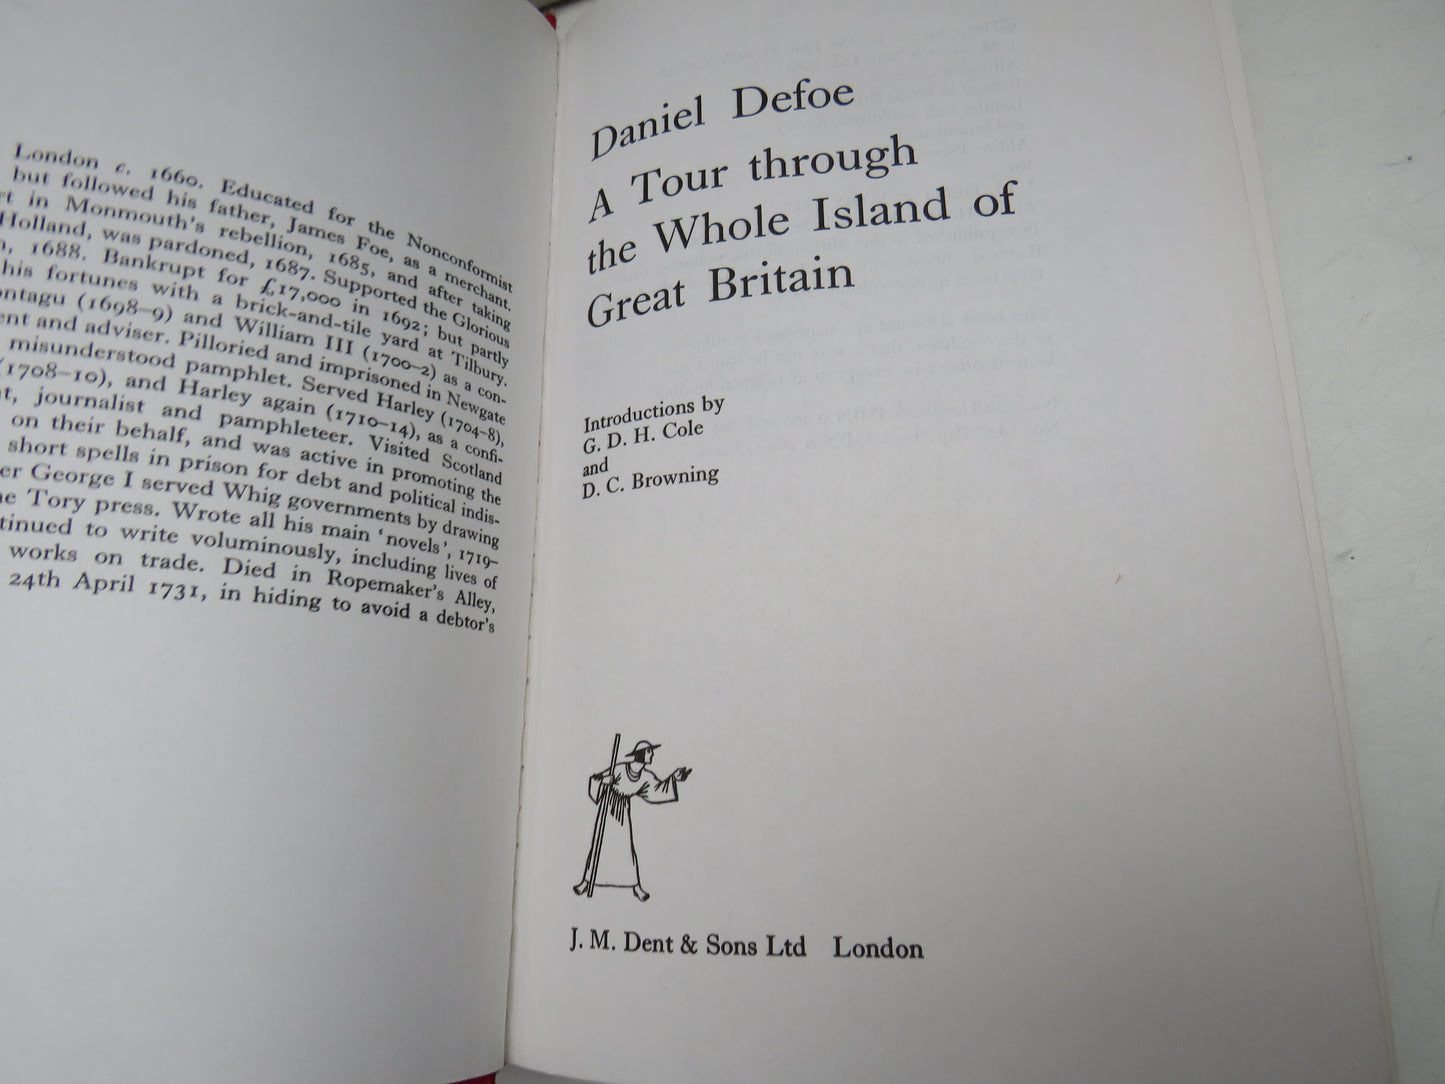 London c. 1660. Educated for the Nonconformist
but followed his father, James Foe, as a merchant.
rt in Monmouth's rebellion, 1685, and after taking
Holland, was pardoned, 1687. Supported the Glorious
1688. Bankrupt for £17,000 in 1692; but partly
his fortunes with a brick-and-tile yard at Tilbury.
ontagu (1698–9) and William III (1700–2) as a con-
ent and adviser. Pilloried and imprisoned in Newgate
misunderstood pamphlet. Served Harley (1704–8),
(1708–10), and Harley again (1710–14), as a confi-
t, journalist and pamphleteer. Visited Scotland
on their behalf, and was active in promoting the
short spells in prison for debt and political indis-
er George I served Whig governments by drawing
e Tory press. Wrote all his main 'novels', 1719–
tinued to write voluminously, including lives of
works on trade. Died in Ropemaker's Alley,
24th April 1731, in hiding to avoid a debtor's
Daniel Defoe
A Tour through
the Whole Island of
Great Britain
Introductions by
G. D. H. Cole
and
D. C. Browning
J. M. Dent & Sons Ltd London